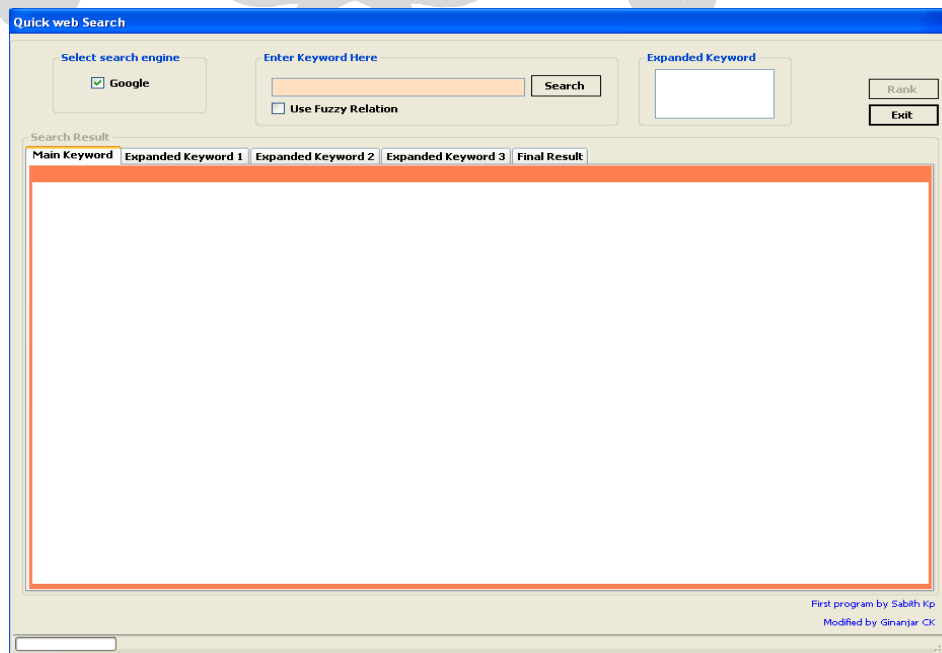 Quick web Search
Select search engine
Google
Enter Keyword Here
Search
Use Fuzzy Relation
Expanded Keyword
Rank
Exit
Search Result
Main Keyword Expanded Keyword 1 Expanded Keyword 2 Expanded Keyword 3 Final Result
First program by Sabith Kp
Modified by Ginanjar CK